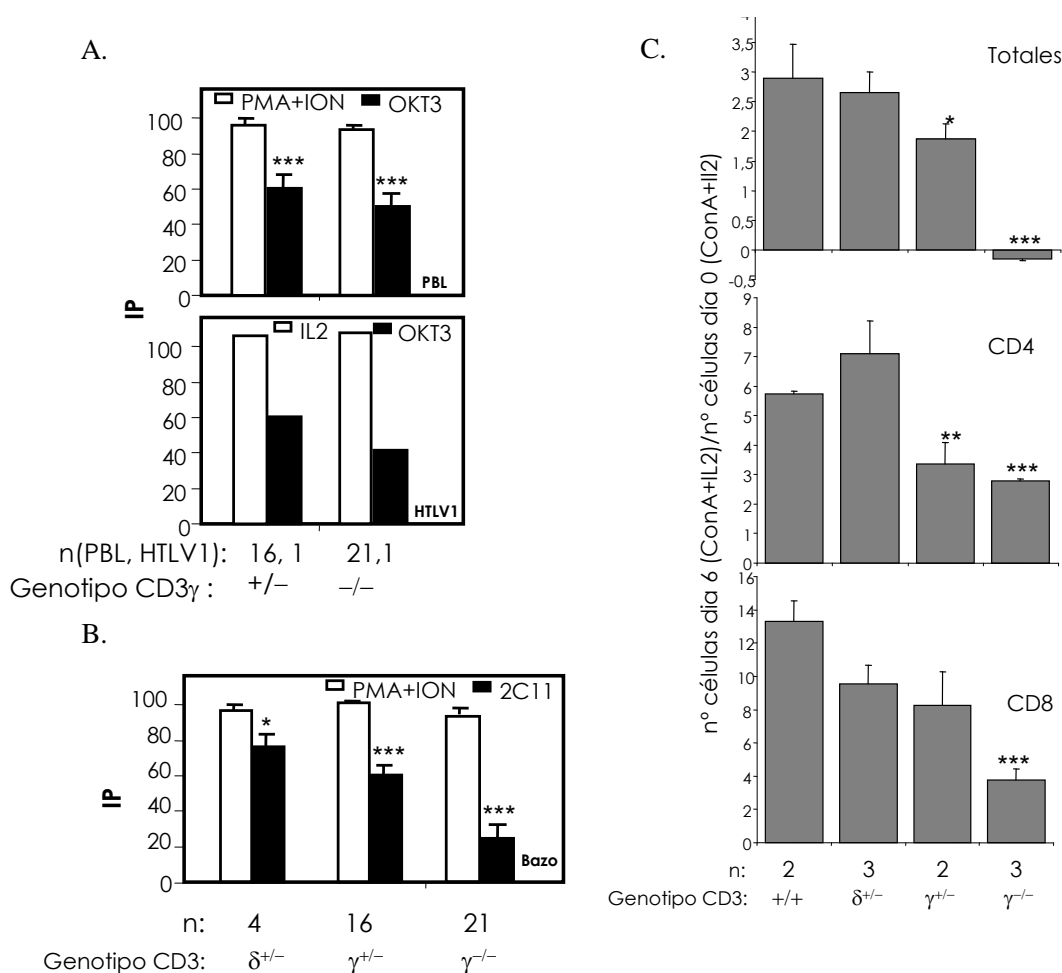 A.
PMA+ION OKT3
100
80
60
40
20
0
***
***
PBL
IP
IL2 OKT3
100
80
60
40
20
0
HTLV1
n(PBL, HTLV1): 16, 1 21,1
Genotipo CD3γ : +/− −/−
B.
PMA+ION 2C11
100
80
60
40
20
0
*
***
***
IP
Bazo
n: 4 16 21
Genotipo CD3: δ+/− γ+/− γ−/−
C.
nº células dia 6 (ConA+IL2)/nº células día 0 (ConA+Il2)
4
3,5
3
2,5
2
1,5
1
0,5
0
-0,5
Totales
*
***
9
8
7
6
5
4
3
2
1
0
CD4
**
***
16
14
12
10
8
6
4
2
0
CD8
***
n: 2 3 2 3
Genotipo CD3: +/+ δ+/− γ+/− γ−/−